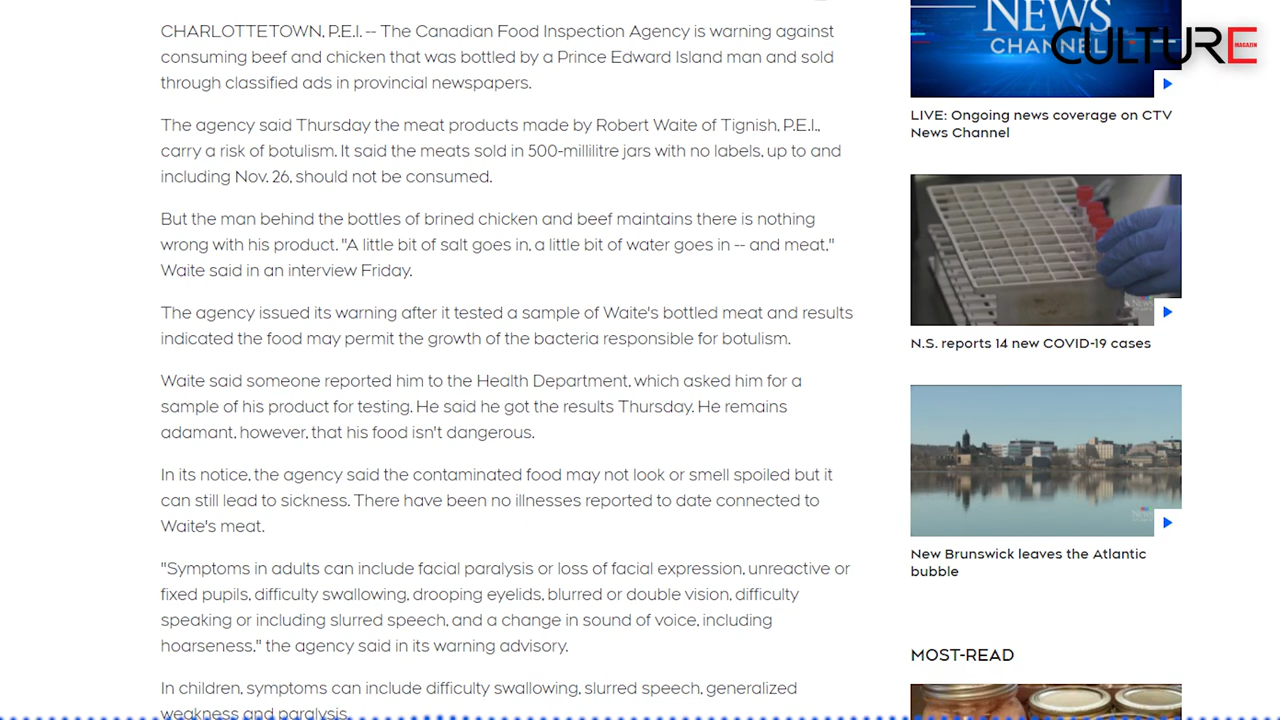 CHARLOTTETOWN, P.E.I. -- The Canadian Food Inspection Agency is warning against
consuming beef and chicken that was bottled by a Prince Edward Island man and sold
through classified ads in provincial newspapers.
The agency said Thursday the meat products made by Robert Waite of Tignish, P.E.I.,
carry a risk of botulism. It said the meats sold in 500-millilitre jars with no labels, up to and
including Nov. 26, should not be consumed.
But the man behind the bottles of brined chicken and beef maintains there is nothing
wrong with his product. "A little bit of salt goes in, a little bit of water goes in -- and meat,"
Waite said in an interview Friday.
The agency issued its warning after it tested a sample of Waite's bottled meat and results
indicated the food may permit the growth of the bacteria responsible for botulism.
Waite said someone reported him to the Health Department, which asked him for a
sample of his product for testing. He said he got the results Thursday. He remains
adamant, however, that his food isn't dangerous.
In its notice, the agency said the contaminated food may not look or smell spoiled but it
can still lead to sickness. There have been no illnesses reported to date connected to
Waite's meat.
"Symptoms in adults can include facial paralysis or loss of facial expression, unreactive or
fixed pupils, difficulty swallowing, drooping eyelids, blurred or double vision, difficulty
speaking or including slurred speech, and a change in sound of voice, including
hoarseness." the agency said in its warning advisory.
In children, symptoms can include difficulty swallowing, slurred speech, generalized
weakness and paralysis.
NEWS
CHANNEL
CULTURE
MAGAZIN
LIVE: Ongoing news coverage on CTV
News Channel
NEWS
N.S. reports 14 new COVID-19 cases
NEWS
New Brunswick leaves the Atlantic
bubble
MOST-READ